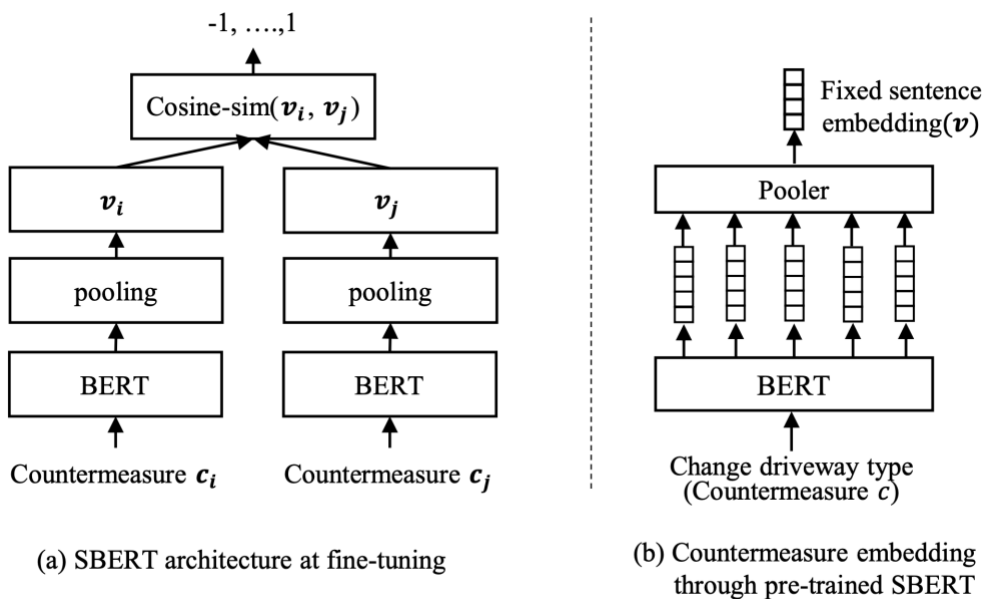 -1, ….,1
Cosine-sim(vi, vj)
vi
vj
pooling
pooling
BERT
BERT
Countermeasure ci
Countermeasure cj
(a) SBERT architecture at fine-tuning
Fixed sentence
embedding(v)
Pooler
BERT
Change driveway type
(Countermeasure c)
(b) Countermeasure embedding
through pre-trained SBERT